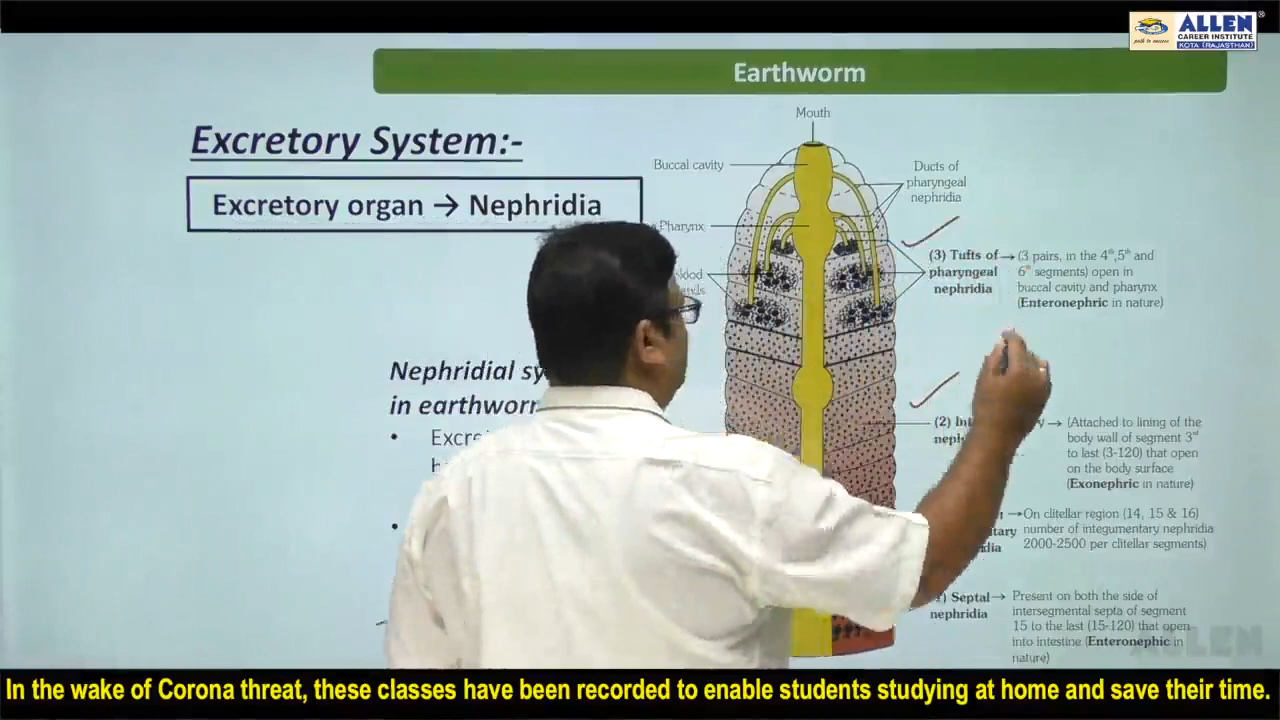 ALLEN
CAREER INSTITUTE
KOTA (RAJASTHAN)
path to success
Earthworm
Excretory System:-
Excretory organ → Nephridia
Mouth
Buccal cavity
Ducts of
pharyngeal
nephridia
Pharynx
(3) Tufts of → (3 pairs, in the 4th,5th and
pharyngeal 6th segments) open in
nephridia buccal cavity and pharynx
(Enteronephric in nature)
Nephridial
in earthworm
(2) → (Attached to lining of the
body wall of segment 3rd
to last (3-120) that open
on the body surface
(Exonephric in nature)
→ On clitellar region (14, 15 & 16)
number of integumentary nephridia
2000-2500 per clitellar segments)
Septal → Present on both the side of
nephridia intersegmental septa of segment
15 to the last (15-120) that open
into intestine (Enteronephic in
nature)
ALLEN
In the wake of Corona threat, these classes have been recorded to enable students studying at home and save their time.